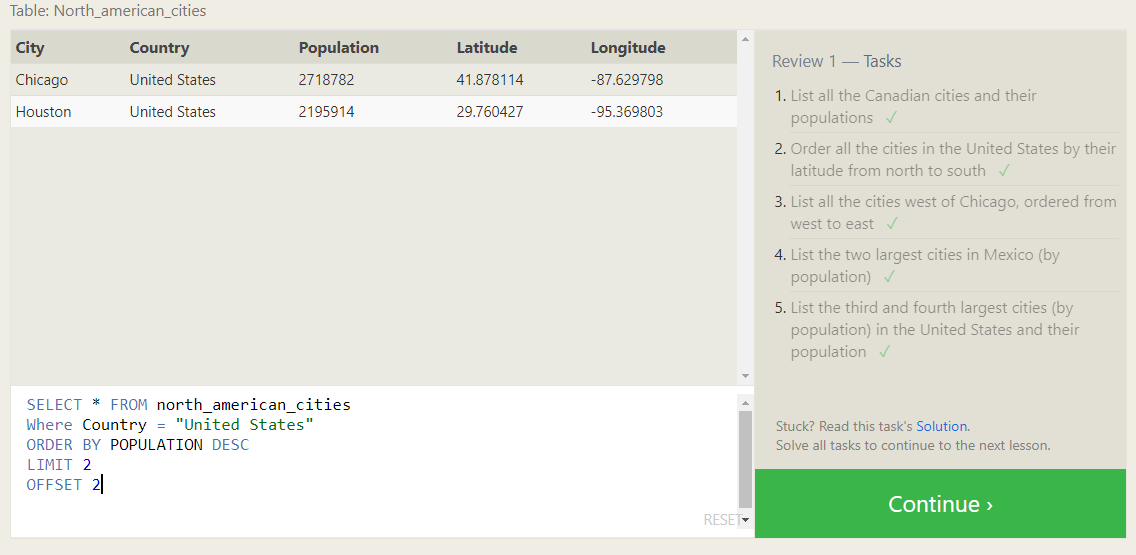 Table: North_american_cities
City Country Population Latitude Longitude
Chicago United States 2718782 41.878114 -87.629798
Houston United States 2195914 29.760427 -95.369803
SELECT * FROM north_american_cities
Where Country = "United States"
ORDER BY POPULATION DESC
LIMIT 2
OFFSET 2
RESET
Review 1 — Tasks
1. List all the Canadian cities and their
populations ✓
2. Order all the cities in the United States by their
latitude from north to south ✓
3. List all the cities west of Chicago, ordered from
west to east ✓
4. List the two largest cities in Mexico (by
population) ✓
5. List the third and fourth largest cities (by
population) in the United States and their
population ✓
Stuck? Read this task's Solution.
Solve all tasks to continue to the next lesson.
Continue ›